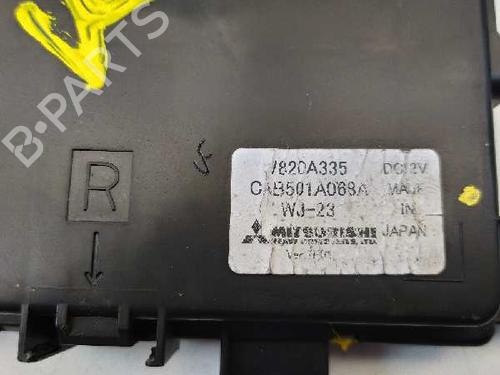 B-PARTS
R
7820A335 DC12V
CAB501A068A MADE
WJ-23 IN
MITSUBISHI JAPAN